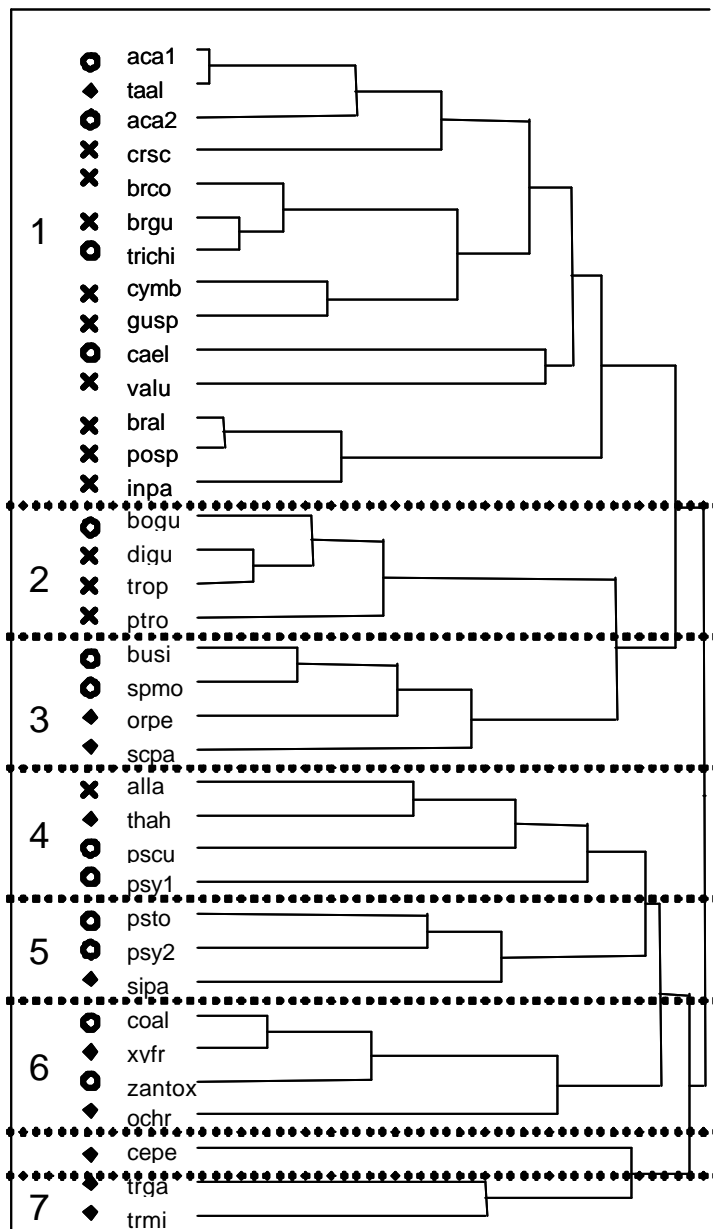 aca1
taal
aca2
crsc
brco
1
brgu
trichi
cymb
gusp
cael
valu
bral
posp
inpa
bogu
digu
2
trop
ptro
busi
spmo
3
orpe
scpa
alla
thah
4
pscu
psy1
psto
5
psy2
sipa
coal
xyfr
6
zantox
ochr
cepe
trga
7
trmi